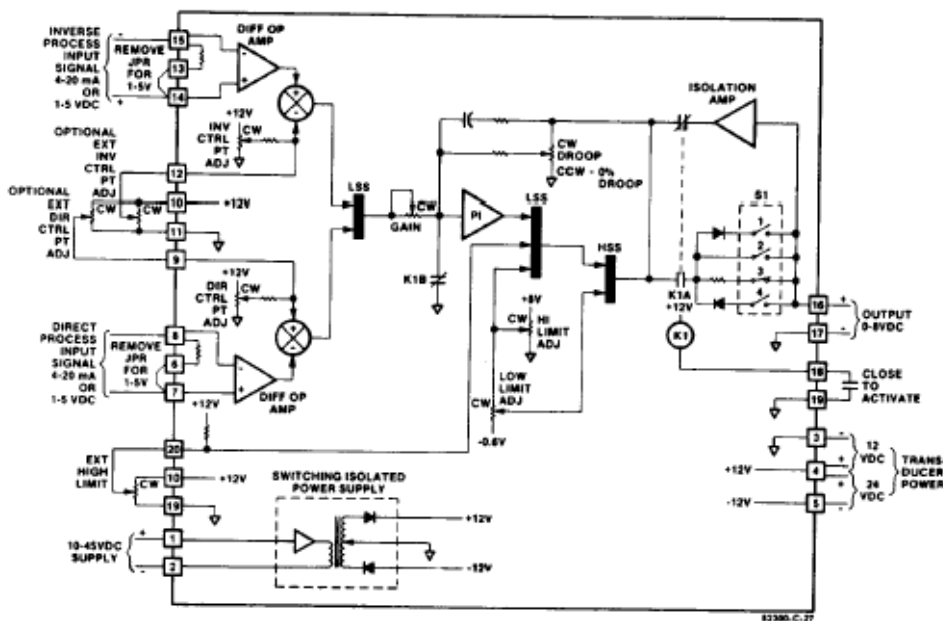 INVERSE
PROCESS
INPUT
SIGNAL
4-20 mA
OR
1-5 VDC
-
+
REMOVE
JPR
FOR
1-5V
15
13
14
DIFF OP
AMP
-
+
+
-
+12V
CW
INV
CTRL
PT
ADJ
OPTIONAL
EXT
INV
CTRL
PT
ADJ
12
OPTIONAL
EXT
DIR
CTRL
PT
ADJ
CW
CW
10
+12V
11
9
+12V
CW
DIR
CTRL
PT
ADJ
+
-
DIRECT
PROCESS
INPUT
SIGNAL
4-20 mA
OR
1-5 VDC
-
+
REMOVE
JPR
FOR
1-5V
8
6
7
-
+
DIFF OP
AMP
+12V
20
EXT
HIGH
LIMIT
CW
10
+12V
19
10-45VDC
SUPPLY
+
-
1
2
SWITCHING ISOLATED
POWER SUPPLY
+12V
-12V
LSS
CW
GAIN
K1B
PI
CW
DROOP
CCW - 0%
DROOP
LSS
+8V
CW
HI
LIMIT
ADJ
LOW
LIMIT
ADJ
CW
-0.6V
HSS
ISOLATION
AMP
S1
1
2
3
4
K1A
+12V
K1
16
+
17
-
OUTPUT
0-8VDC
18
19
CLOSE
TO
ACTIVATE
3
-
12
VDC
+12V
4
+
+
24
VDC
-12V
5
-
TRANS-
DUCER
POWER
82300-C-27